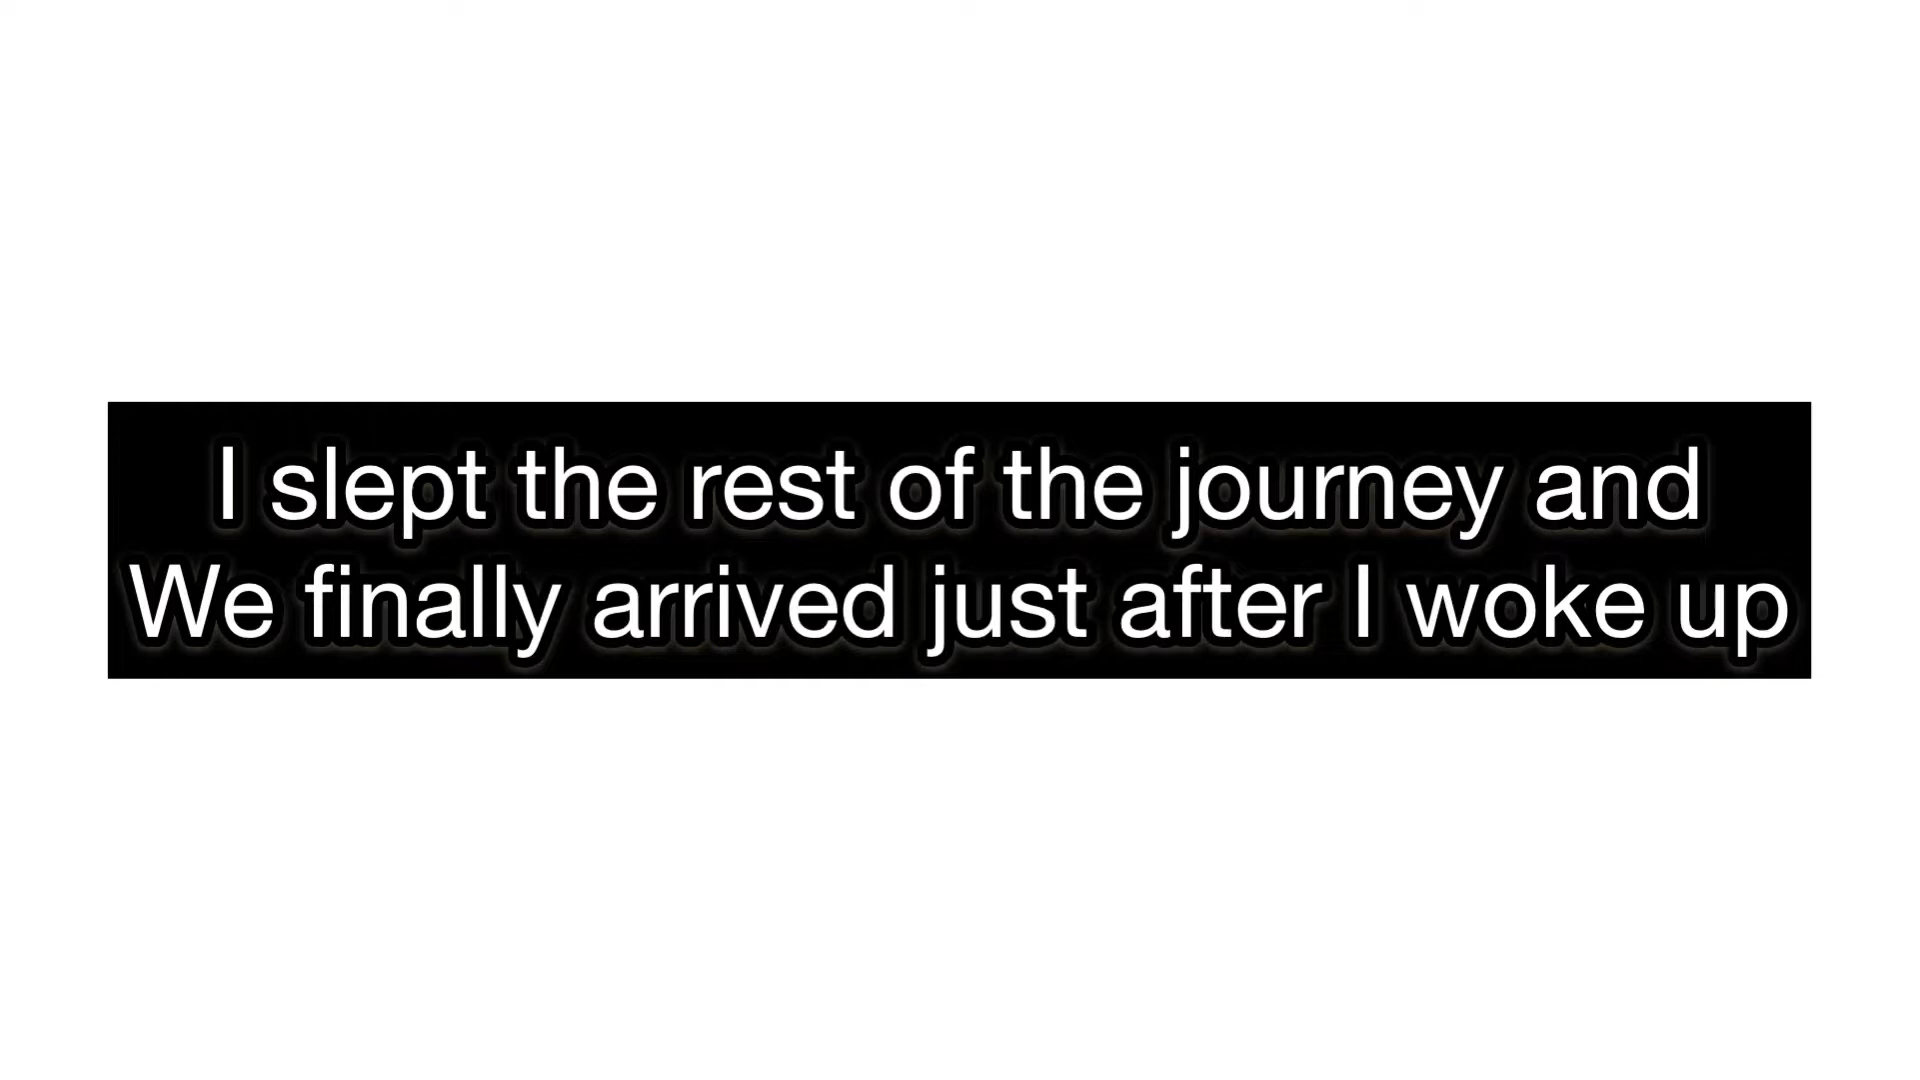 I slept the rest of the journey and
We finally arrived just after I woke up